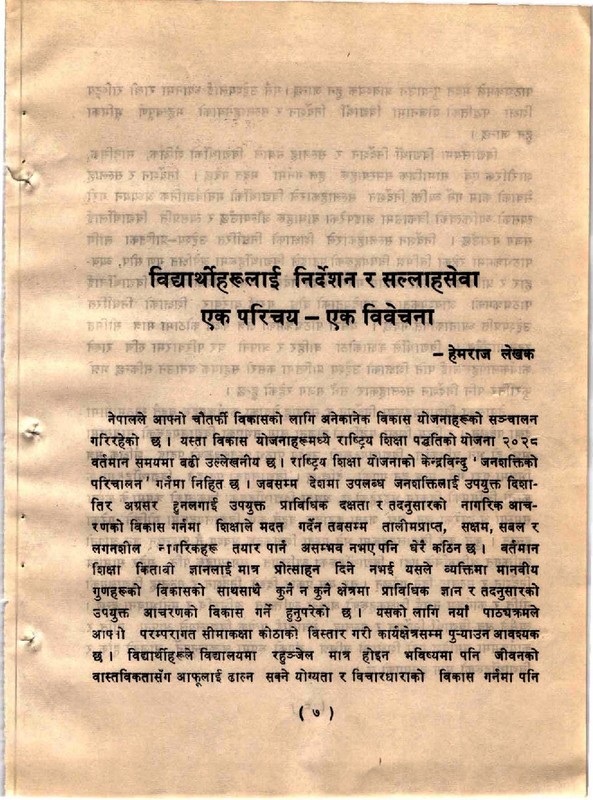 विद्यार्थीहरूलाई निर्देशन र सल्लाहसेवा
एक परिचय – एक विवेचना
– हेमराज लेखक
नेपालले आफ्नो चौतर्फी विकासको लागि अनेकानेक विकास योजनाहरूको सञ्चालन
गरिरहेको छ । यस्ता विकास योजनाहरूमध्ये राष्ट्रिय शिक्षा पद्धतिको योजना २०२८
वर्तमान समयमा बढी उल्लेखनीय छ । राष्ट्रिय शिक्षा योजनाको केन्द्रविन्दु 'जनशक्तिको
परिचालन' गर्नमा निहित छ । जबसम्म देशमा उपलब्ध जनशक्तिलाई उपयुक्त दिशा-
तिर अग्रसर हुनलगाई उपयुक्त प्राविधिक दक्षता र तदनुसारको नागरिक आच-
रणको विकास गर्नमा शिक्षाले मदत गर्देन तबसम्म तालीमप्राप्त, सक्षम, सबल र
लगनशील नागरिकहरू तयार पार्न असम्भव नभए पनि धेरै कठिन छ । वर्तमान
शिक्षा किताबी ज्ञानलाई मात्र प्रोत्साहन दिने नभई यसले व्यक्तिमा मानवीय
गुणहरूको विकासको साथसाथै कुनै न कुनै क्षेत्रमा प्राविधिक ज्ञान र तदनुसारको
उपयुक्त आचरणको विकास गर्ने हुनुपरेको छ । यसको लागि नयाँ पाठ्यक्रमले
आफ्नो परम्परागत सीमाकक्षा कोठाको विस्तार गरी कार्यक्षेत्रसम्म पुऱ्याउन आवश्यक
छ । विद्यार्थीहरूले विद्यालयमा रहुञ्जेल मात्र होइन भविष्यमा पनि जीवनको
वास्तविकतासँग आफूलाई ढाल्न सक्ने योग्यता र विचारधाराको विकास गर्नमा पनि
( ७ )